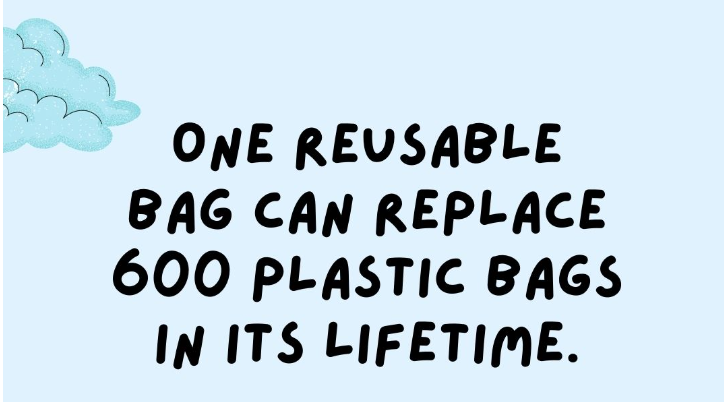 ONE REUSABLE
BAG CAN REPLACE
600 PLASTIC BAGS
IN ITS LIFETIME.